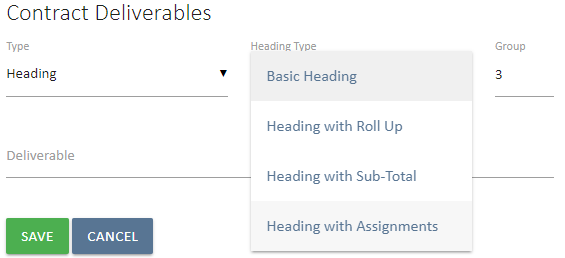 Contract Deliverables
Type
Heading Type
Group
Heading
Basic Heading
3
Heading with Roll Up
Deliverable
Heading with Sub-Total
Heading with Assignments
SAVE
CANCEL